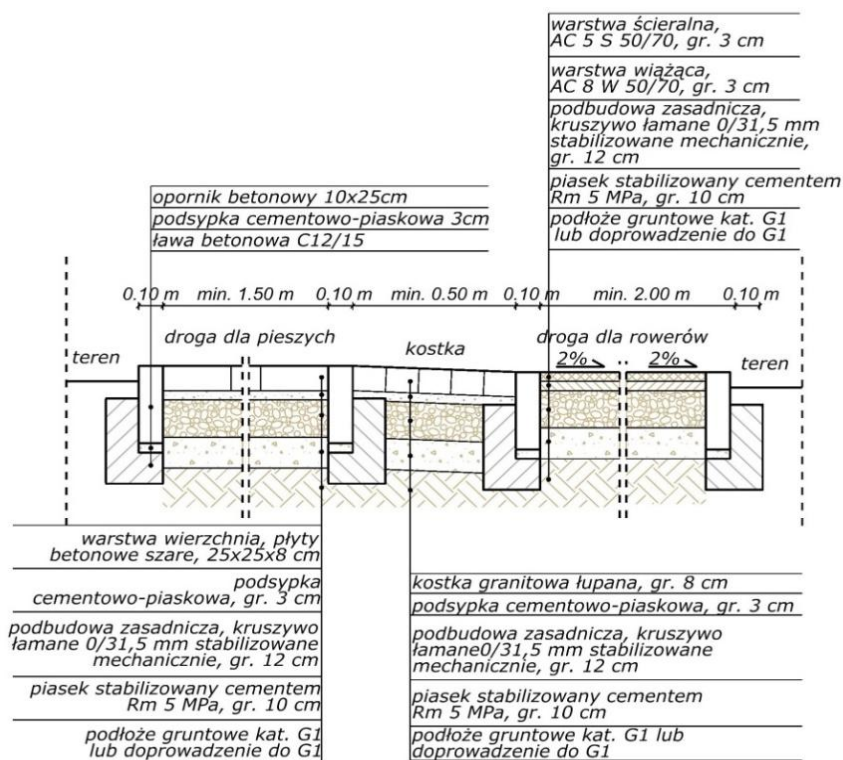 warstwa ścieralna,
AC 5 S 50/70, gr. 3 cm
warstwa wiążąca,
AC 8 W 50/70, gr. 3 cm
podbudowa zasadnicza,
kruszywo łamane 0/31,5 mm
stabilizowane mechanicznie,
gr. 12 cm
piasek stabilizowany cementem
Rm 5 MPa, gr. 10 cm
podłoże gruntowe kat. G1
lub doprowadzenie do G1
opornik betonowy 10x25cm
podsypka cementowo-piaskowa 3cm
ława betonowa C12/15
0.10 m min. 1.50 m 0.10 m min. 0.50 m 0.10 m min. 2.00 m 0.10 m
droga dla pieszych
kostka
droga dla rowerów
teren
2% 2%
teren
warstwa wierzchnia, płyty
betonowe szare, 25x25x8 cm
podsypka
cementowo-piaskowa, gr. 3 cm
podbudowa zasadnicza, kruszywo
łamane 0/31,5 mm stabilizowane
mechanicznie, gr. 12 cm
piasek stabilizowany cementem
Rm 5 MPa, gr. 10 cm
podłoże gruntowe kat. G1
lub doprowadzenie do G1
kostka granitowa łupana, gr. 8 cm
podsypka cementowo-piaskowa, gr. 3 cm
podbudowa zasadnicza, kruszywo
łamane0/31,5 mm stabilizowane
mechanicznie, gr. 12 cm
piasek stabilizowany cementem
Rm 5 MPa, gr. 10 cm
podłoże gruntowe kat. G1 lub
doprowadzenie do G1